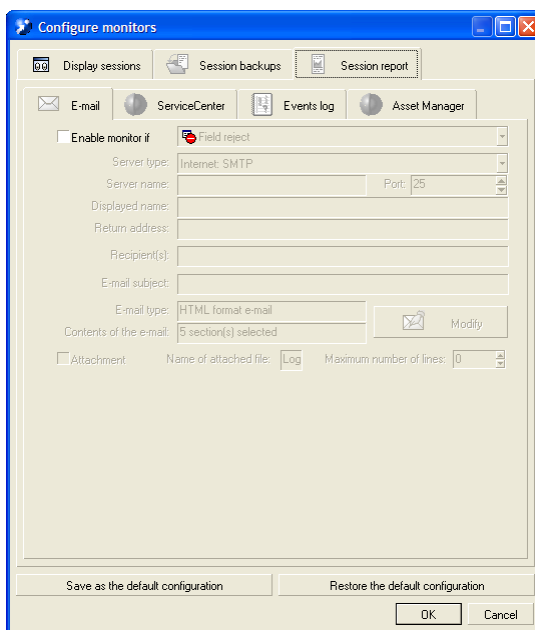 Configure monitors
Display sessions Session backups Session report
E-mail ServiceCenter Events log Asset Manager
Enable monitor if Field reject
Server type: Internet: SMTP
Server name: Port: 25
Displayed name:
Return address:
Recipient(s):
E-mail subject:
E-mail type: HTML format e-mail
Contents of the e-mail: 5 section(s) selected
Modify
Attachment Name of attached file: Log Maximum number of lines: 0
Save as the default configuration Restore the default configuration
OK Cancel